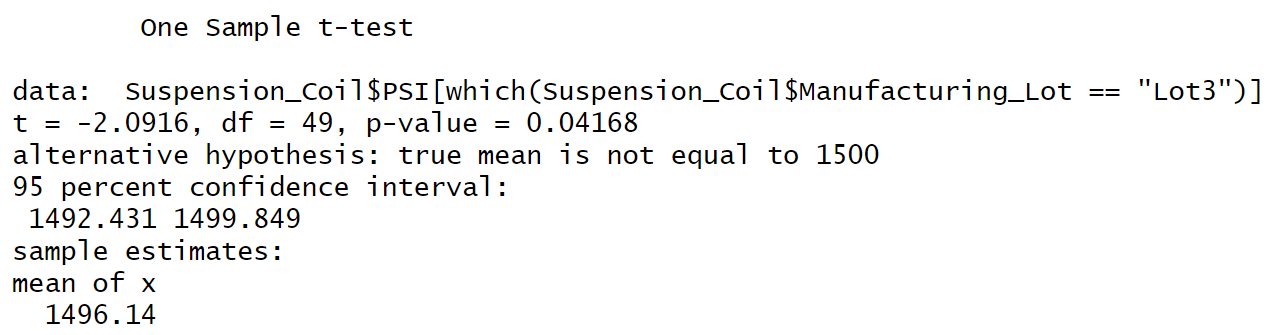 One Sample t-test
data:  Suspension_Coil$PSI[which(Suspension_Coil$Manufacturing_Lot == "Lot3")]
t = -2.0916, df = 49, p-value = 0.04168
alternative hypothesis: true mean is not equal to 1500
95 percent confidence interval:
1492.431 1499.849
sample estimates:
mean of x
1496.14